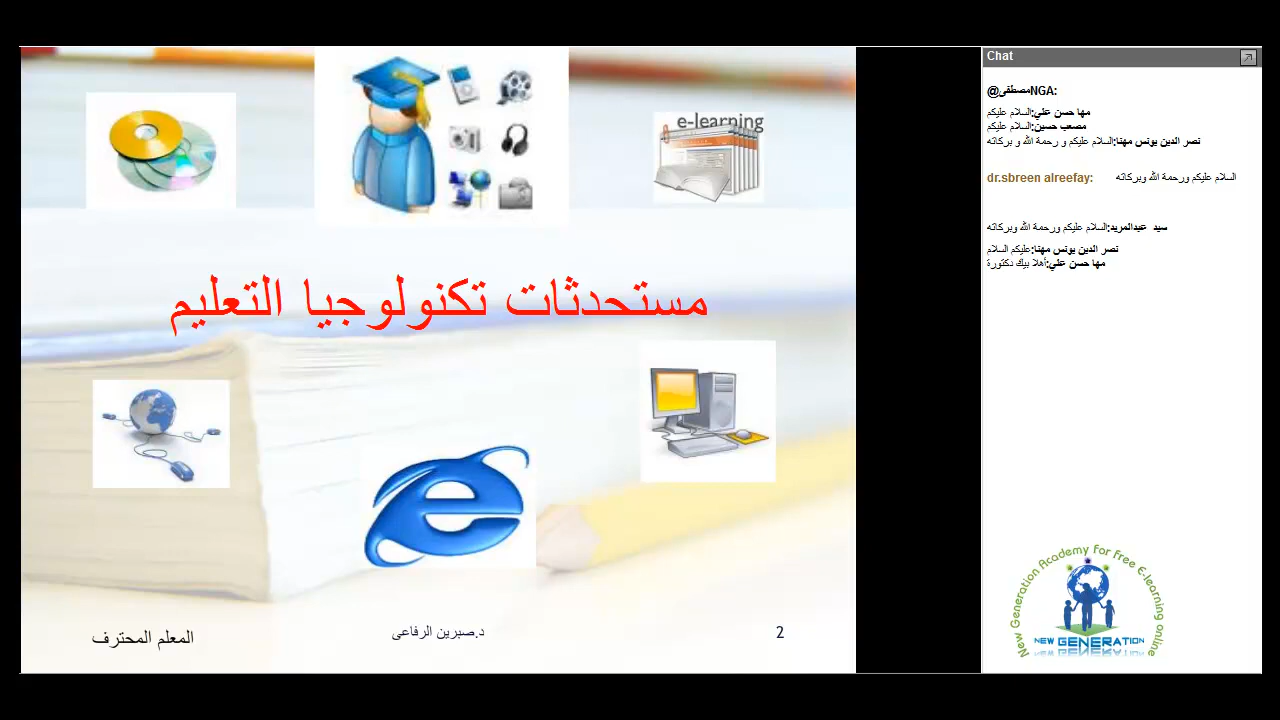 e-learning
مستحدثات تكنولوجيا التعليم
المعلم المحترف
د.صبرين الرفاعى
2
Chat
@مصطفىNGA:
مها حسن علي:السلام عليكم
مصعب حسين:السلام عليكم
نصر الدين يونس مهنا:السلام عليكم و رحمة الله و بركاته
dr.sbreen alreefay: السلام عليكم ورحمة الله وبركاته
سيد عبدالمريد:السلام عليكم ورحمة الله وبركاته
نصر الدين يونس مهنا:عليكم السلام
مها حسن علي:أهلا بيك دكتورة
New Generation Academy For Free E-learning online
NEW GENERATION